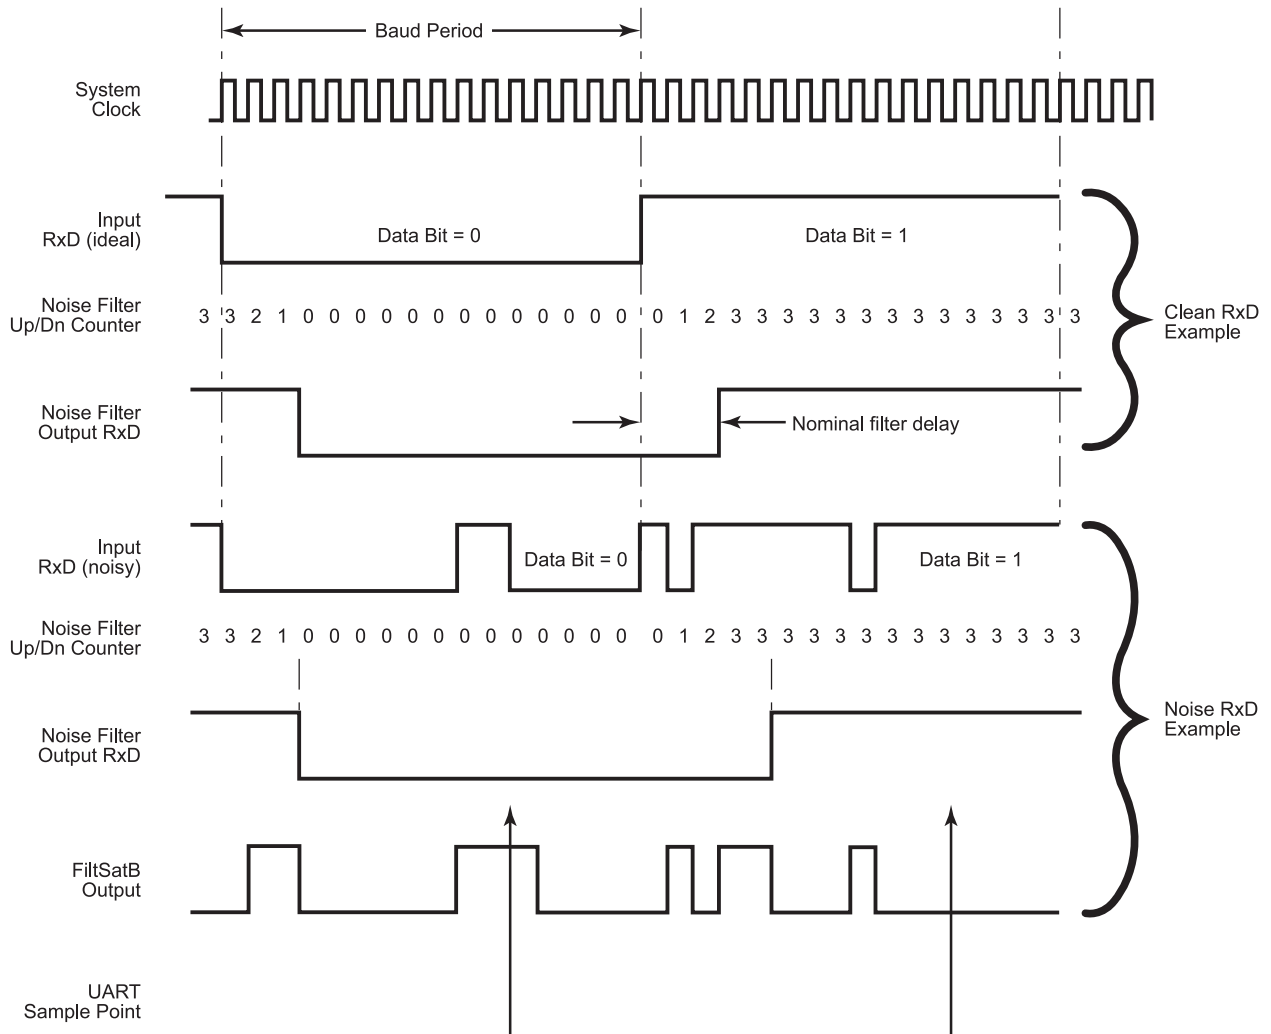 Baud Period
System
Clock
Input
RxD (ideal)
Data Bit = 0
Data Bit = 1
Noise Filter
Up/Dn Counter
3 3 2 1 0 0 0 0 0 0 0 0 0 0 0 0 0 0 1 2 3 3 3 3 3 3 3 3 3 3 3 3 3 3
Clean RxD
Example
Noise Filter
Output RxD
Nominal filter delay
Input
RxD (noisy)
Data Bit = 0
Data Bit = 1
Noise Filter
Up/Dn Counter
3 3 2 1 0 0 0 0 0 0 0 0 0 0 0 0 0 0 1 2 3 3 3 3 3 3 3 3 3 3 3 3 3 3
Noise Filter
Output RxD
Noise RxD
Example
FiltSatB
Output
UART
Sample Point